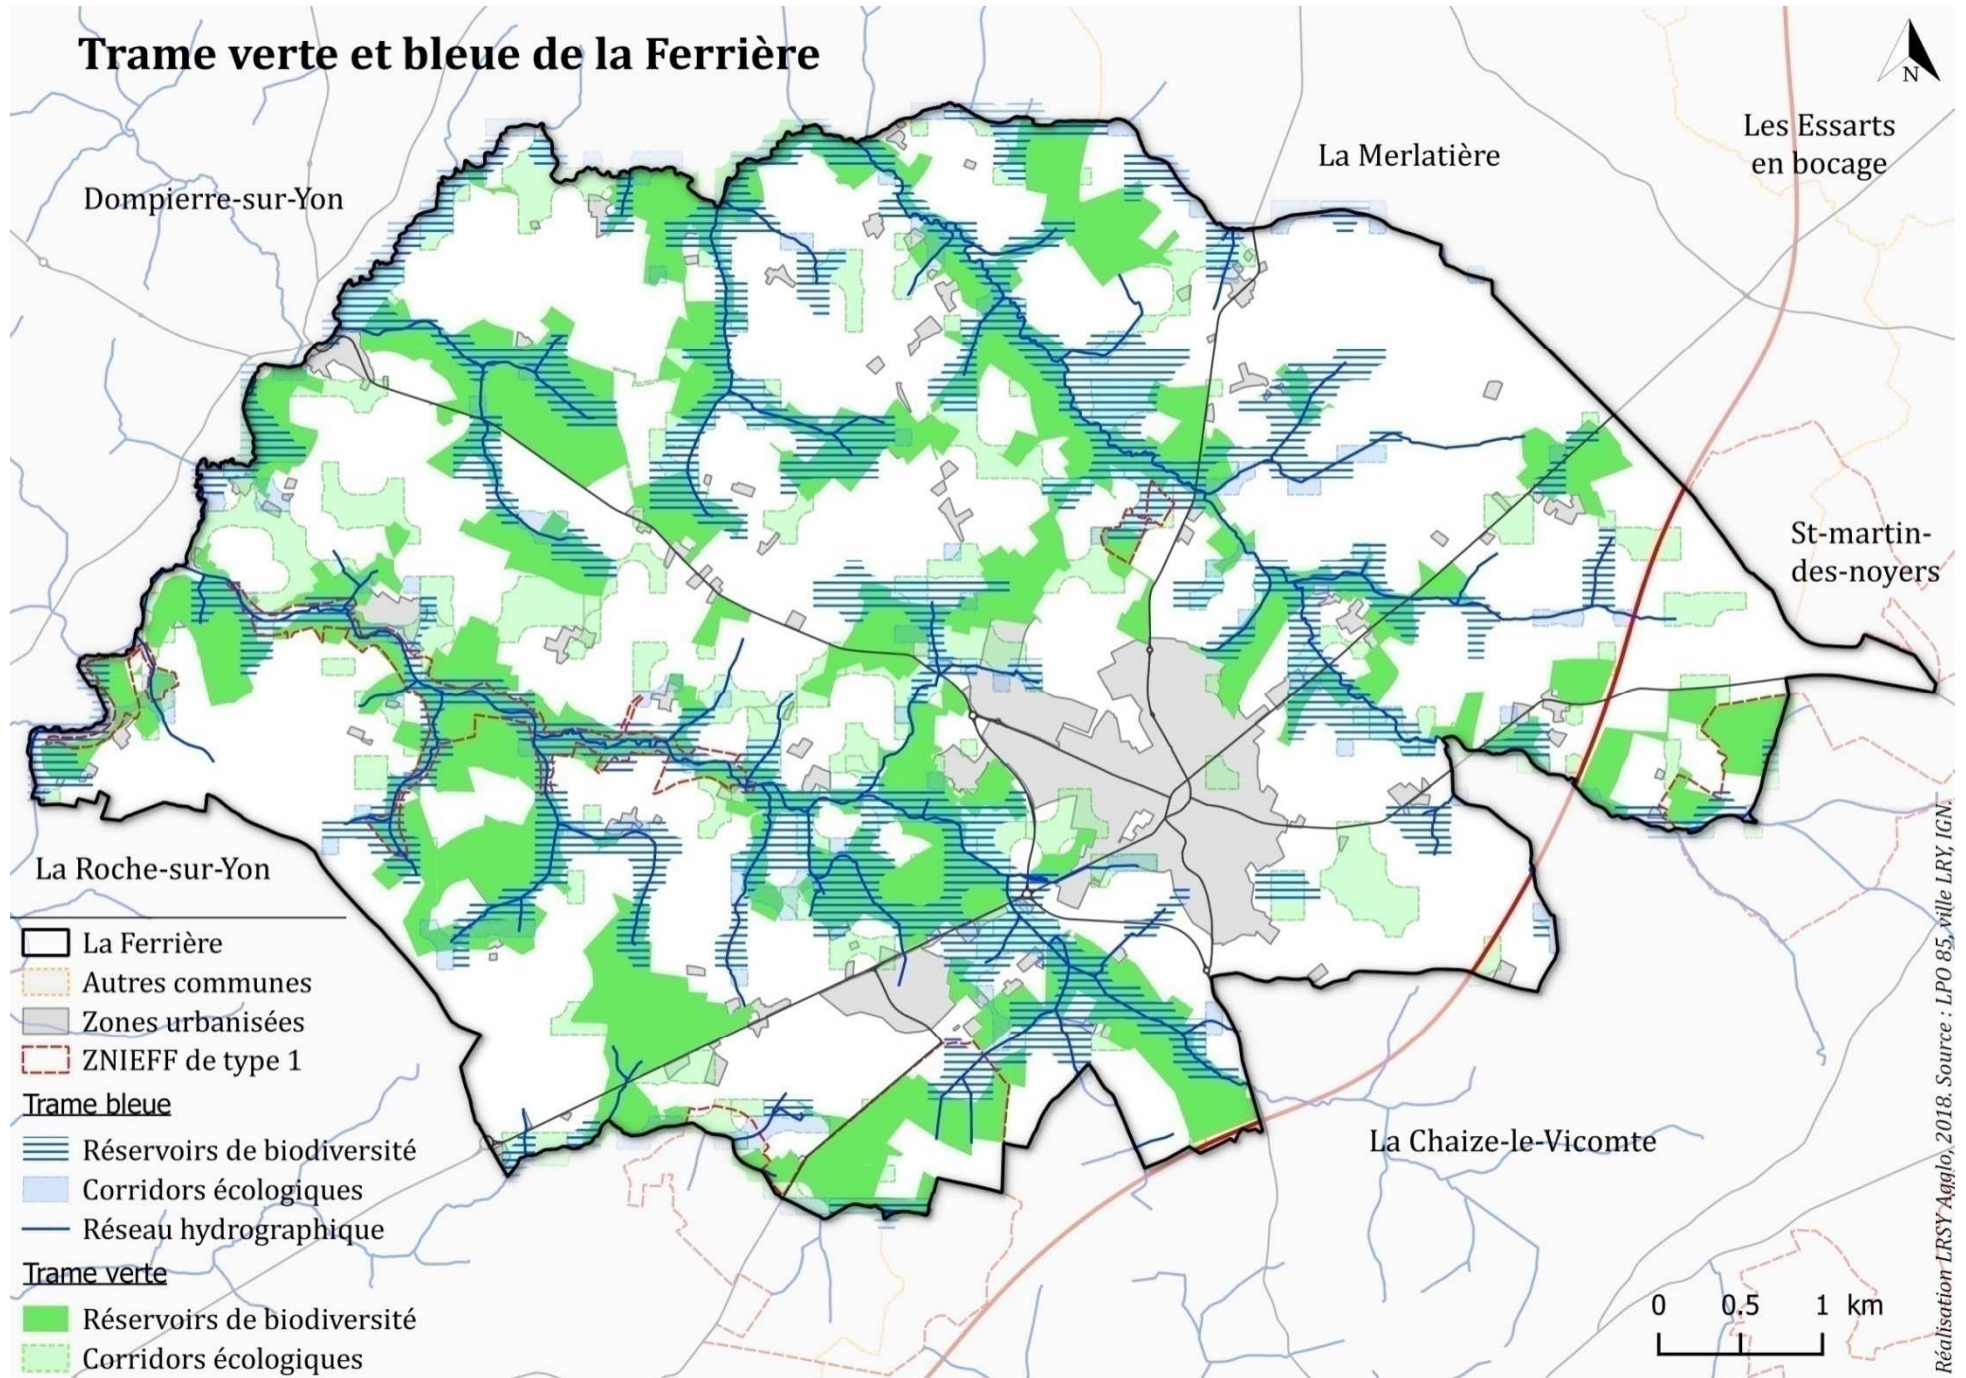 Trame verte et bleue de la Ferrière
N
Les Essarts
en bocage
La Merlatière
Dompierre-sur-Yon
St-martin-
des-noyers
La Roche-sur-Yon
La Chaize-le-Vicomte
La Ferrière
Autres communes
Zones urbanisées
ZNIEFF de type 1
Trame bleue
Réservoirs de biodiversité
Corridors écologiques
Réseau hydrographique
Trame verte
Réservoirs de biodiversité
Corridors écologiques
0 0.5 1 km
Réalisation LRSY Agglo, 2018. Source : LPO 85, ville LRY, IGN.